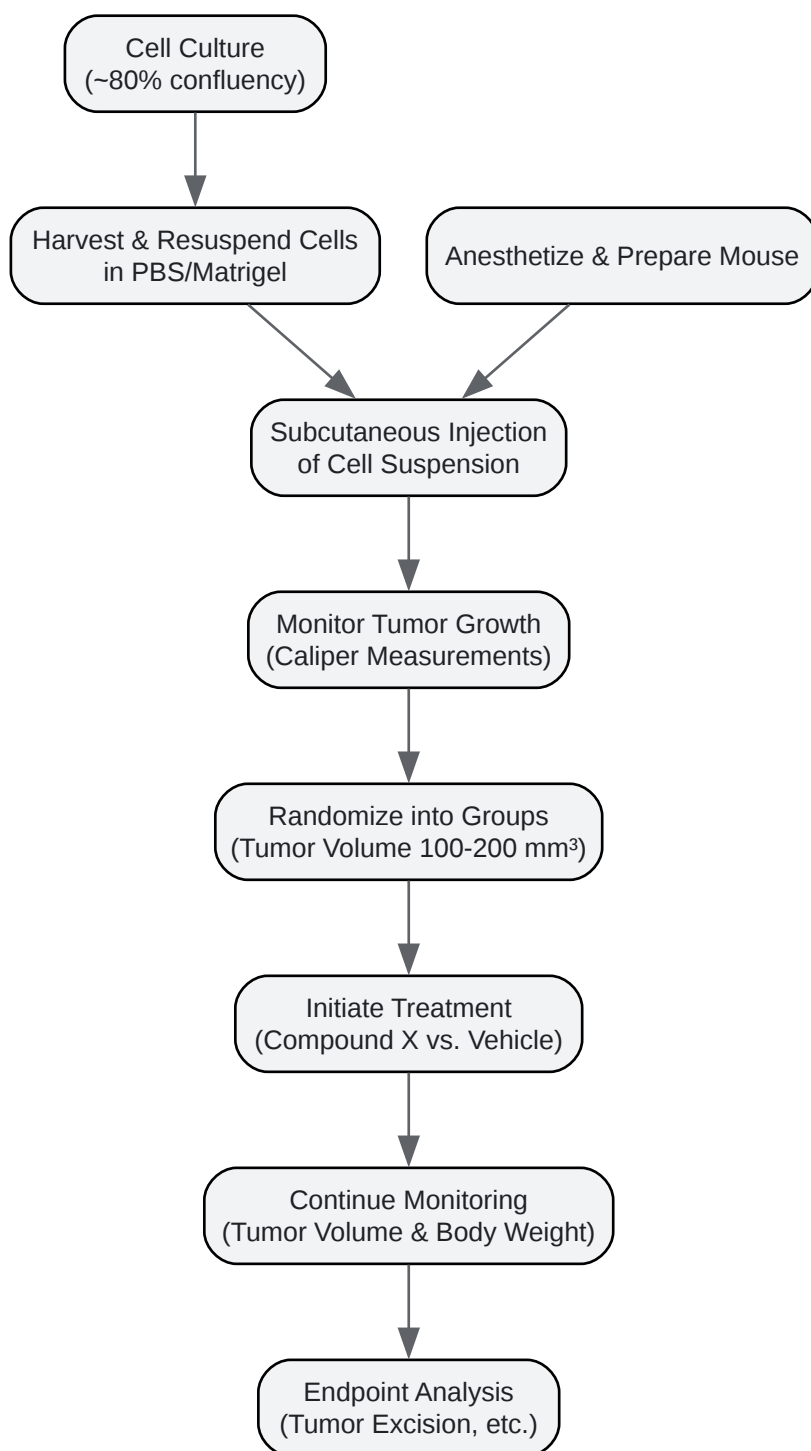 Cell Culture
(~80% confluency)
Harvest & Resuspend Cells
in PBS/Matrigel
Anesthetize & Prepare Mouse
Subcutaneous Injection
of Cell Suspension
Monitor Tumor Growth
(Caliper Measurements)
Randomize into Groups
(Tumor Volume 100-200 mm³)
Initiate Treatment
(Compound X vs. Vehicle)
Continue Monitoring
(Tumor Volume & Body Weight)
Endpoint Analysis
(Tumor Excision, etc.)